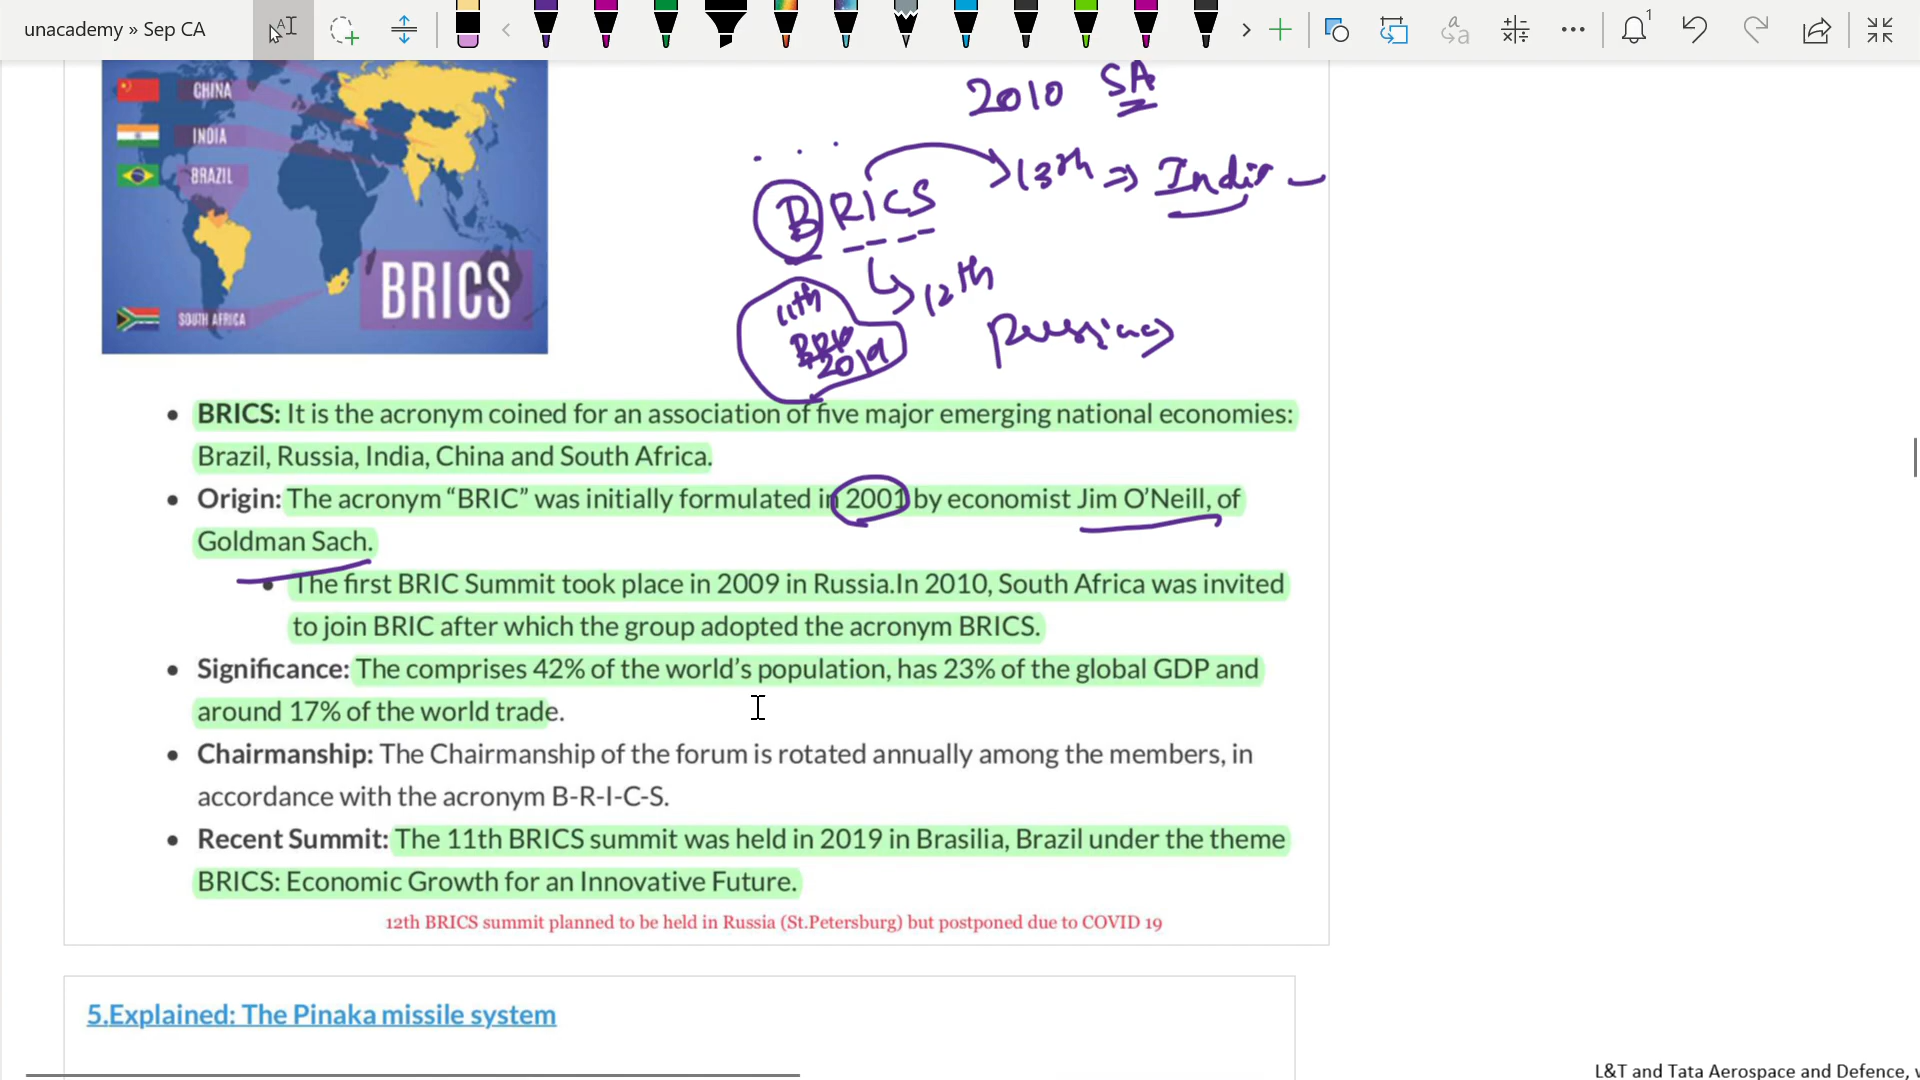 unacademy » Sep CA
CHINA
INDIA
BRAZIL
SOUTH AFRICA
BRICS
2010 SA
BRICS
13th ⇒ India
12th
11th
2019
Russia
• BRICS: It is the acronym coined for an association of five major emerging national economies:
Brazil, Russia, India, China and South Africa.
• Origin: The acronym “BRIC” was initially formulated in 2001 by economist Jim O’Neill, of
Goldman Sach.
• The first BRIC Summit took place in 2009 in Russia.In 2010, South Africa was invited
to join BRIC after which the group adopted the acronym BRICS.
• Significance: The comprises 42% of the world’s population, has 23% of the global GDP and
around 17% of the world trade.
• Chairmanship: The Chairmanship of the forum is rotated annually among the members, in
accordance with the acronym B-R-I-C-S.
• Recent Summit: The 11th BRICS summit was held in 2019 in Brasilia, Brazil under the theme
BRICS: Economic Growth for an Innovative Future.
12th BRICS summit planned to be held in Russia (St.Petersburg) but postponed due to COVID 19
5.Explained: The Pinaka missile system
L&T and Tata Aerospace and Defence,